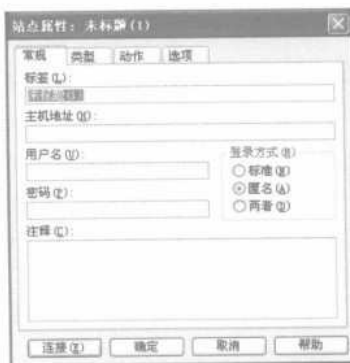 站点属性：未标题(1)
常规 类型 动作 选项
标签(L):
主机地址(H):
用户名(U):
登录方式(R)
标准(N)
匿名(A)
两者(D)
密码(P):
注释(C):
连接(T) 确定 取消 帮助